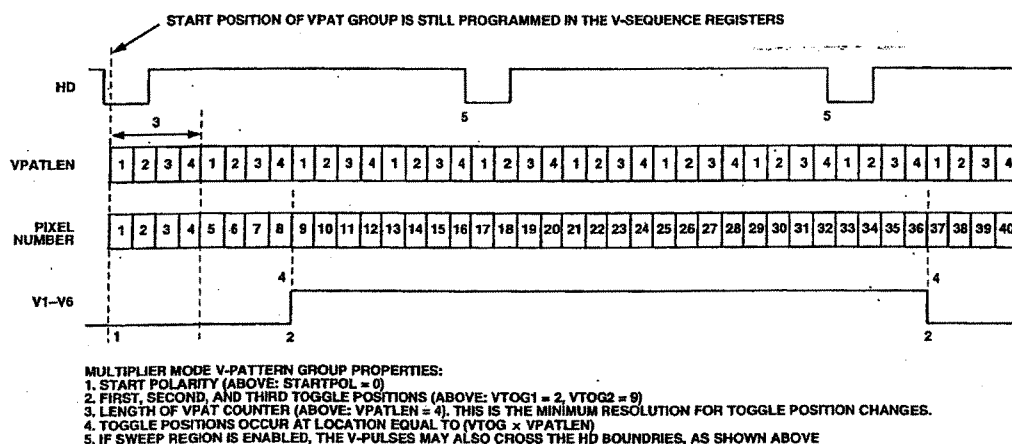 START POSITION OF VPAT GROUP IS STILL PROGRAMMED IN THE V-SEQUENCE REGISTERS
HD
5 5
3
VPATLEN 1 2 3 4 1 2 3 4 1 2 3 4 1 2 3 4 1 2 3 4 1 2 3 4 1 2 3 4 1 2 3 4 1 2 3 4 1 2 3 4
PIXEL
NUMBER 1 2 3 4 5 6 7 8 9 10 11 12 13 14 15 16 17 18 19 20 21 22 23 24 25 26 27 28 29 30 31 32 33 34 35 36 37 38 39 40
4 4
V1–V6
1 2 2
MULTIPLIER MODE V-PATTERN GROUP PROPERTIES:
1. START POLARITY (ABOVE: STARTPOL = 0)
2. FIRST, SECOND, AND THIRD TOGGLE POSITIONS (ABOVE: VTOG1 = 2, VTOG2 = 9)
3. LENGTH OF VPAT COUNTER (ABOVE: VPATLEN = 4). THIS IS THE MINIMUM RESOLUTION FOR TOGGLE POSITION CHANGES.
4. TOGGLE POSITIONS OCCUR AT LOCATION EQUAL TO (VTOG × VPATLEN)
5. IF SWEEP REGION IS ENABLED, THE V-PULSES MAY ALSO CROSS THE HD BOUNDRIES, AS SHOWN ABOVE